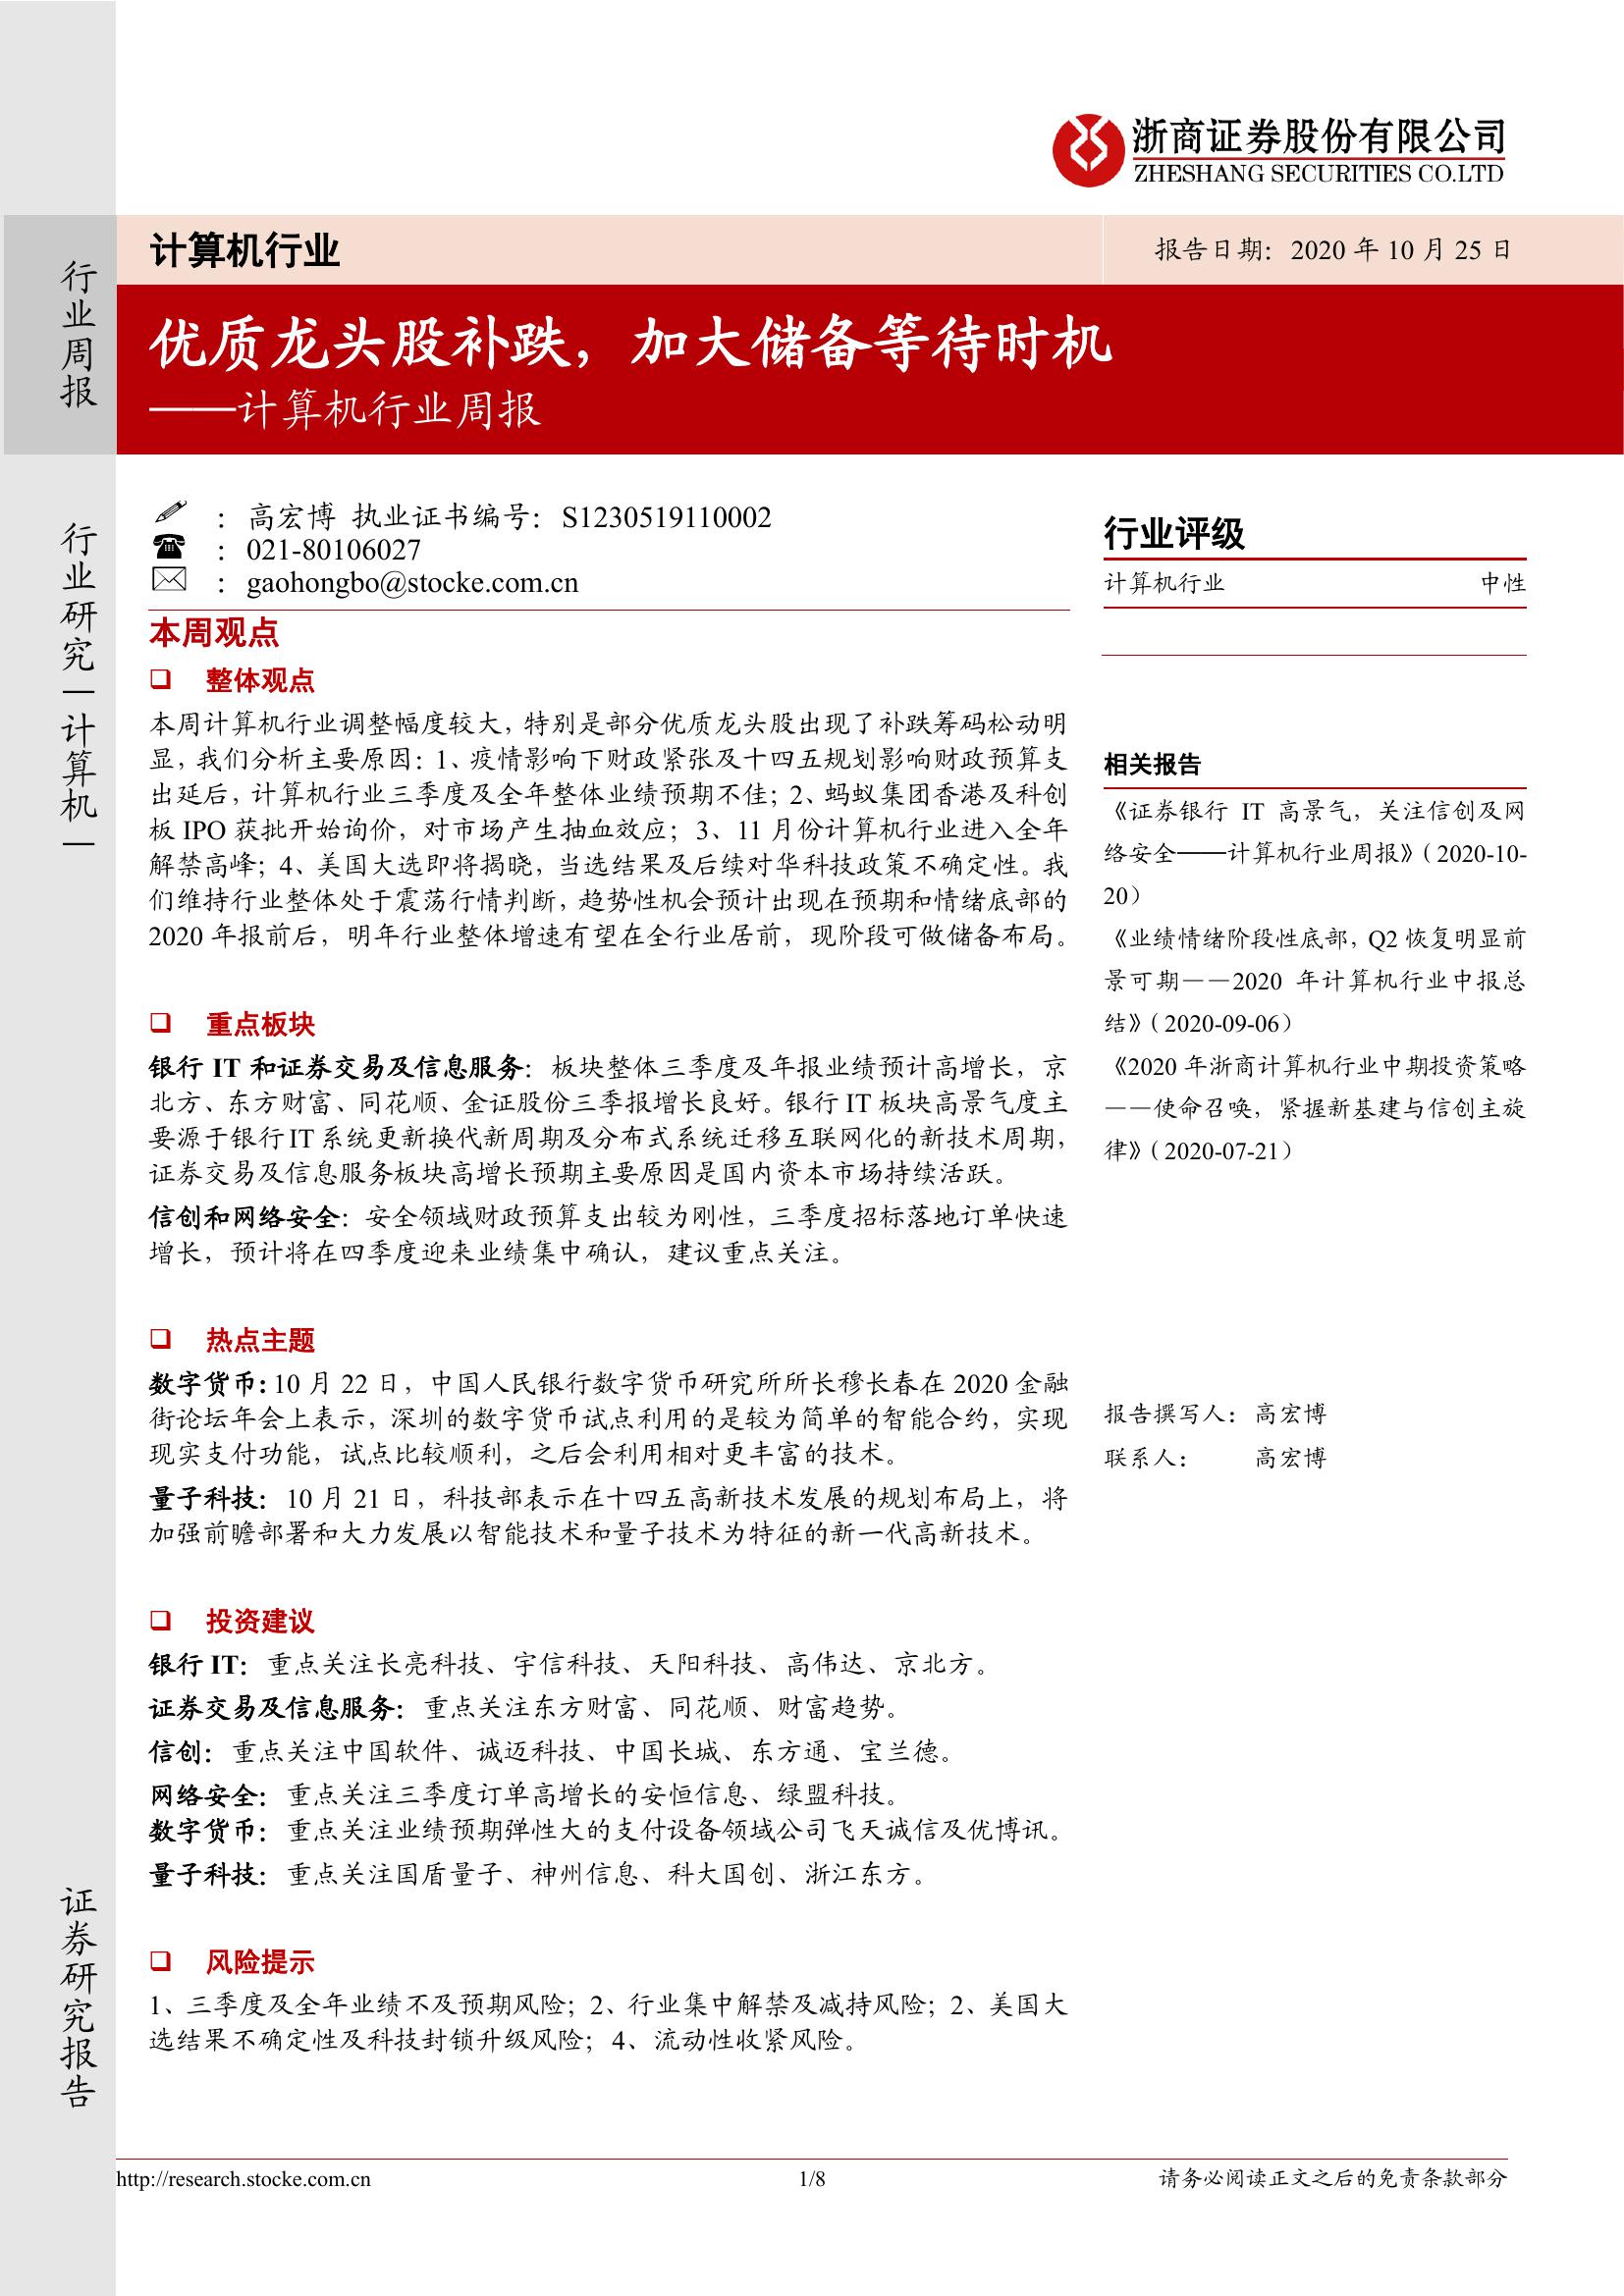 浙商证券股份有限公司
ZHESHANG SECURITIES CO.LTD
行业周报
行业研究—计算机—
证券研究报告
计算机行业
报告日期：2020 年 10 月 25 日
优质龙头股补跌，加大储备等待时机
——计算机行业周报
： 高宏博 执业证书编号：S1230519110002
： 021-80106027
： gaohongbo@stocke.com.cn
本周观点
整体观点
本周计算机行业调整幅度较大，特别是部分优质龙头股出现了补跌筹码松动明
显，我们分析主要原因：1、疫情影响下财政紧张及十四五规划影响财政预算支
出延后，计算机行业三季度及全年整体业绩预期不佳；2、蚂蚁集团香港及科创
板 IPO 获批开始询价，对市场产生抽血效应；3、11 月份计算机行业进入全年
解禁高峰；4、美国大选即将揭晓，当选结果及后续对华科技政策不确定性。我
们维持行业整体处于震荡行情判断，趋势性机会预计出现在预期和情绪底部的
2020 年报前后，明年行业整体增速有望在全行业居前，现阶段可做储备布局。
重点板块
银行 IT 和证券交易及信息服务：板块整体三季度及年报业绩预计高增长，京
北方、东方财富、同花顺、金证股份三季报增长良好。银行 IT 板块高景气度主
要源于银行 IT 系统更新换代新周期及分布式系统迁移互联网化的新技术周期，
证券交易及信息服务板块高增长预期主要原因是国内资本市场持续活跃。
信创和网络安全：安全领域财政预算支出较为刚性，三季度招标落地订单快速
增长，预计将在四季度迎来业绩集中确认，建议重点关注。
热点主题
数字货币：10 月 22 日，中国人民银行数字货币研究所所长穆长春在 2020 金融
街论坛年会上表示，深圳的数字货币试点利用的是较为简单的智能合约，实现
现实支付功能，试点比较顺利，之后会利用相对更丰富的技术。
量子科技：10 月 21 日，科技部表示在十四五高新技术发展的规划布局上，将
加强前瞻部署和大力发展以智能技术和量子技术为特征的新一代高新技术。
投资建议
银行 IT：重点关注长亮科技、宇信科技、天阳科技、高伟达、京北方。
证券交易及信息服务：重点关注东方财富、同花顺、财富趋势。
信创：重点关注中国软件、诚迈科技、中国长城、东方通、宝兰德。
网络安全：重点关注三季度订单高增长的安恒信息、绿盟科技。
数字货币：重点关注业绩预期弹性大的支付设备领域公司飞天诚信及优博讯。
量子科技：重点关注国盾量子、神州信息、科大国创、浙江东方。
风险提示
1、三季度及全年业绩不及预期风险；2、行业集中解禁及减持风险；2、美国大
选结果不确定性及科技封锁升级风险；4、流动性收紧风险。
行业评级
计算机行业 中性
相关报告
《证券银行 IT 高景气，关注信创及网
络安全——计算机行业周报》（2020-10-
20）
《业绩情绪阶段性底部，Q2 恢复明显前
景可期——2020 年计算机行业中报总
结》（2020-09-06）
《2020 年浙商计算机行业中期投资策略
——使命召唤，紧握新基建与信创主旋
律》（2020-07-21）
报告撰写人： 高宏博
联系人： 高宏博
http://research.stocke.com.cn
1/8
请务必阅读正文之后的免责条款部分